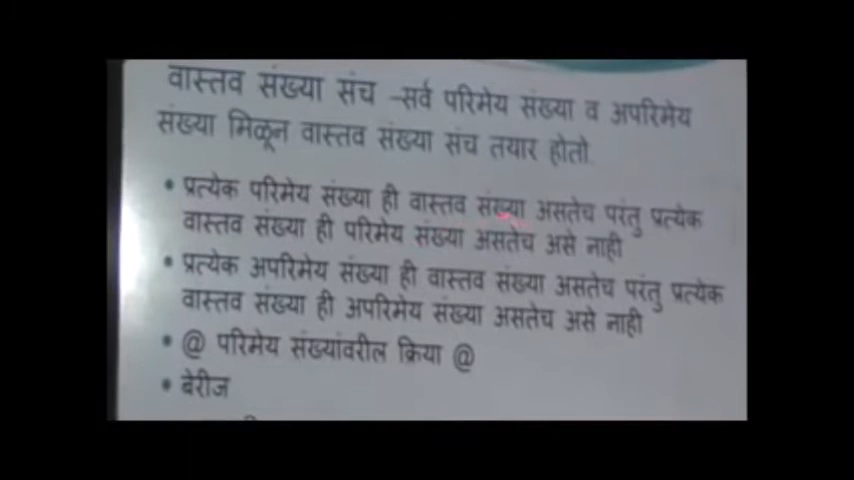 वास्तव संख्या संच -सर्व परिमेय संख्या व अपरिमेय
संख्या मिळून वास्तव संख्या संच तयार होतो
• प्रत्येक परिमेय संख्या ही वास्तव संख्या असतेच परंतु प्रत्येक
वास्तव संख्या ही परिमेय संख्या असतेच असे नाही
• प्रत्येक अपरिमेय संख्या ही वास्तव संख्या असतेच परंतु प्रत्येक
वास्तव संख्या ही अपरिमेय संख्या असतेच असे नाही
• @ परिमेय संख्यांवरील क्रिया @
• बेरीज